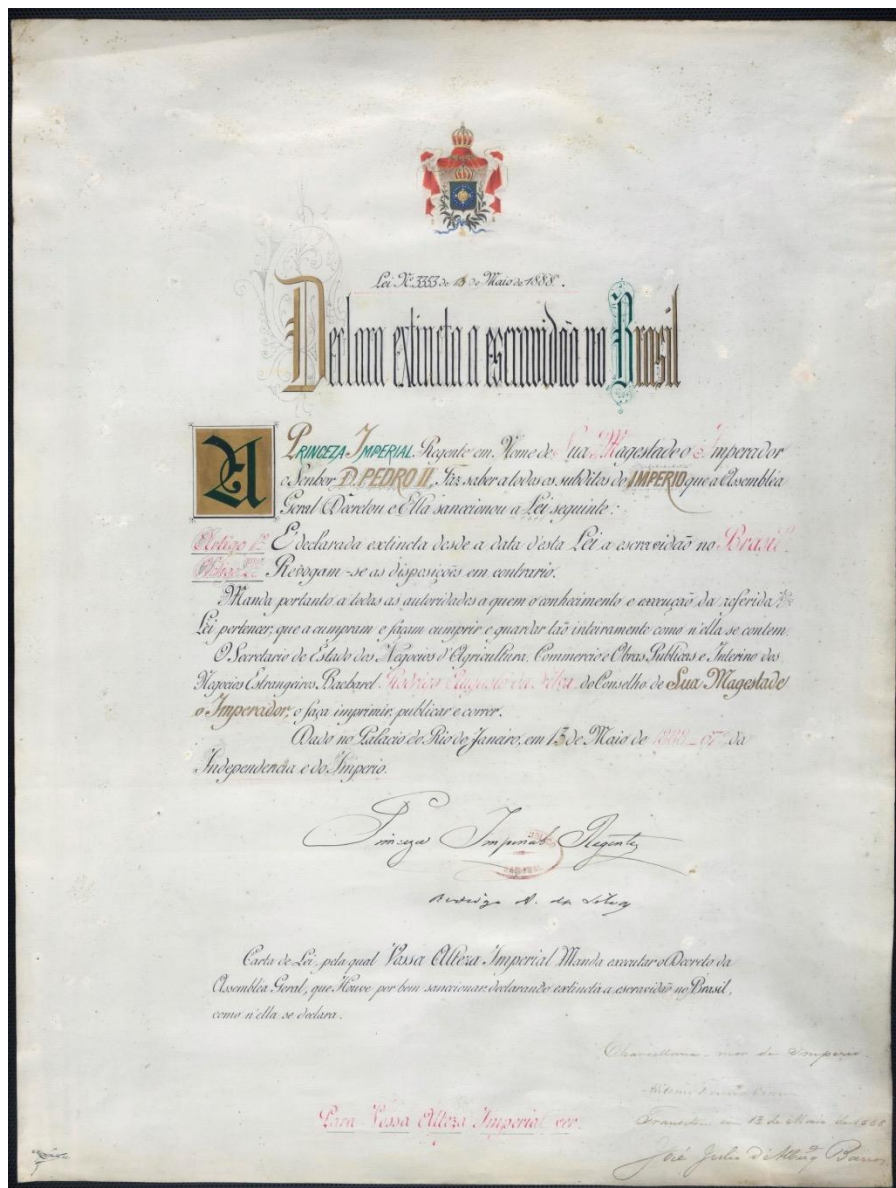 Lei Nº 3353 de 13 de Maio de 1888.
Declara extincta a escravidão no Brasil
A PRINCEZA IMPERIAL Regente em Nome de Sua Magestade o Imperador
o Senhor D. PEDRO II, Faz saber a todos os subditos do IMPERIO que a Assembléa
Geral Decretou e Ella sanccionou a Lei seguinte:
Artigo 1º É declarada extincta desde a data d'esta Lei a escravidão no Brasil.
Artigo 2º Revogam-se as disposições em contrario.
Manda portanto a todas as autoridades a quem o conhecimento e execução da referida
Lei pertencer, que a cumpram e façam cumprir e guardar tão inteiramente como n'ella se contem.
O Secretario de Estado dos Negocios d'Agricultura, Commercio e Obras Publicas e Interino dos
Negocios Estrangeiros Bacharel Rodrigo Augusto da Silva, do Conselho de Sua Magestade
o Imperador, o faça imprimir, publicar e correr.
Dado no Palacio do Rio de Janeiro, em 13 de Maio de 1888 - 67º da
Independencia e do Imperio.
Princeza Imperial Regente
Rodrigo A. da Silva
Carta de Lei, pela qual Vossa Alteza Imperial Manda executar o Decreto da
Assembléa Geral, que Houve por bem sanccionar, declarando extincta a escravidão no Brasil,
como n'ella se declara.
Chancellaria-mor do Imperio.
Para Vossa Alteza Imperial ver.
Transitou em 13 de Maio de 1888
José Julio d'Albuqº Barros